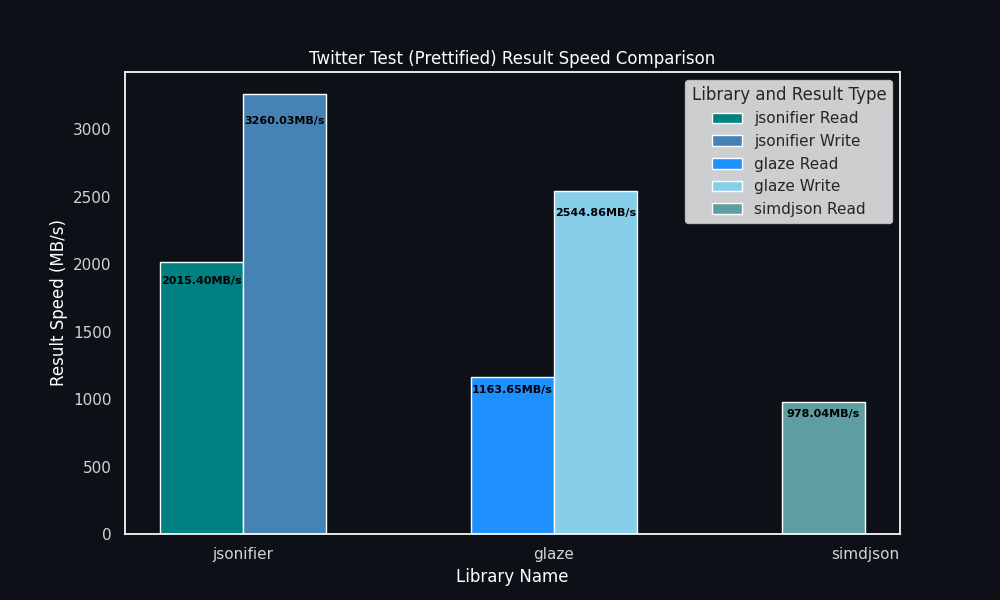 Twitter Test (Prettified) Result Speed Comparison
Library and Result Type
jsonifier Read
jsonifier Write
glaze Read
glaze Write
simdjson Read
Result Speed (MB/s)
3000
2500
2000
1500
1000
500
0
3260.03MB/s
2015.40MB/s
2544.86MB/s
1163.65MB/s
978.04MB/s
jsonifier
glaze
simdjson
Library Name